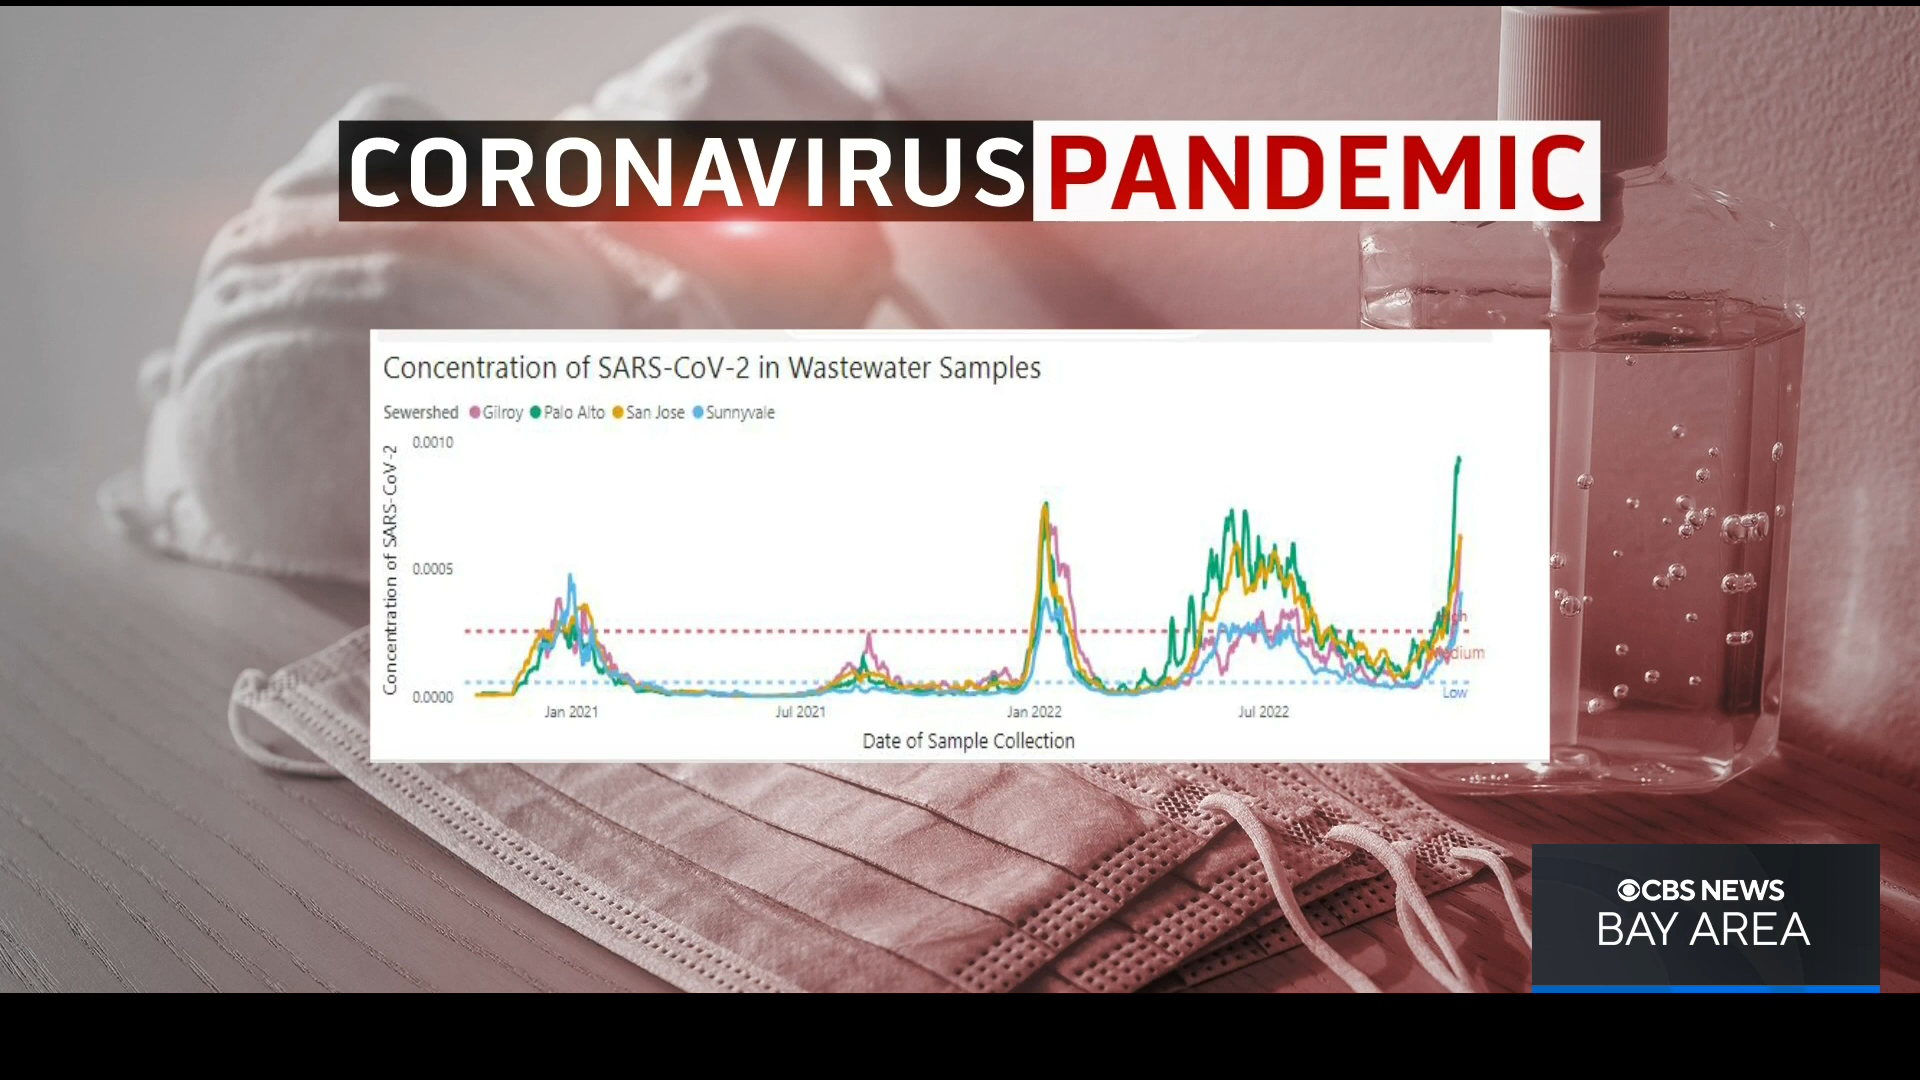 CORONAVIRUS PANDEMIC
Concentration of SARS-CoV-2 in Wastewater Samples
Sewershed Gilroy Palo Alto San Jose Sunnyvale
Concentration of SARS-CoV-2
0.0010
0.0005
0.0000
Low
Jan 2021 Jul 2021 Jan 2022 Jul 2022
Date of Sample Collection
CBS NEWS
BAY AREA